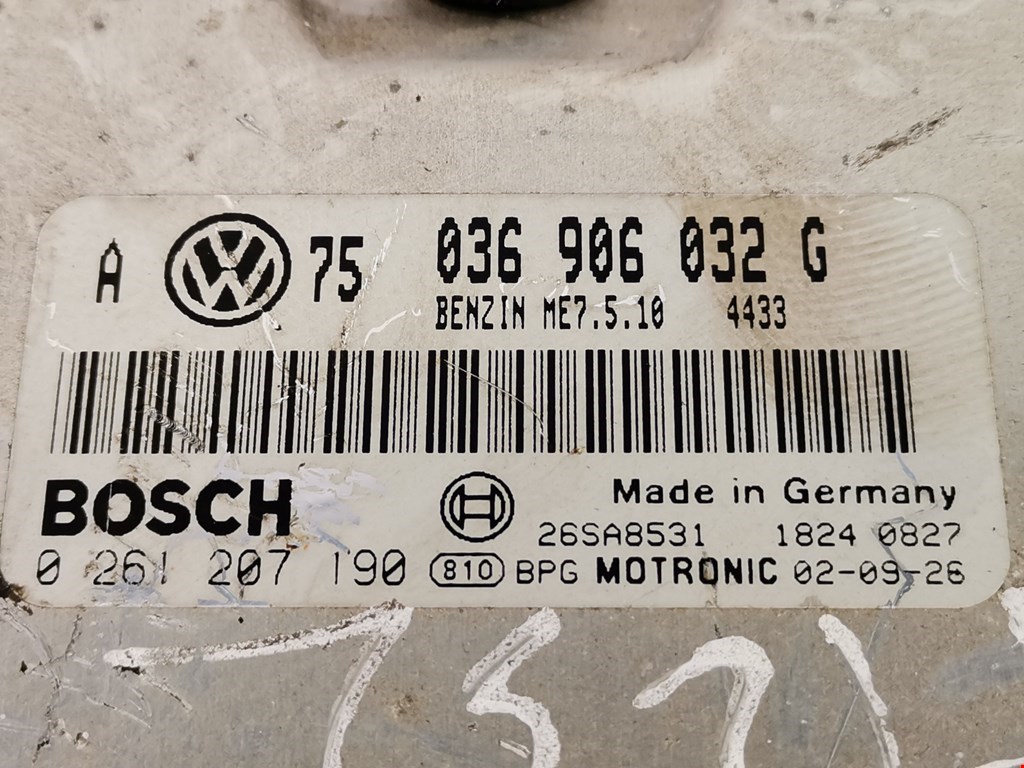 A VW 75 036 906 032 G
BENZIN ME7.5.10 4433
BOSCH Made in Germany
26SA8531 1824 0827
0 261 207 190 810 BPG MOTRONIC 02-09-26